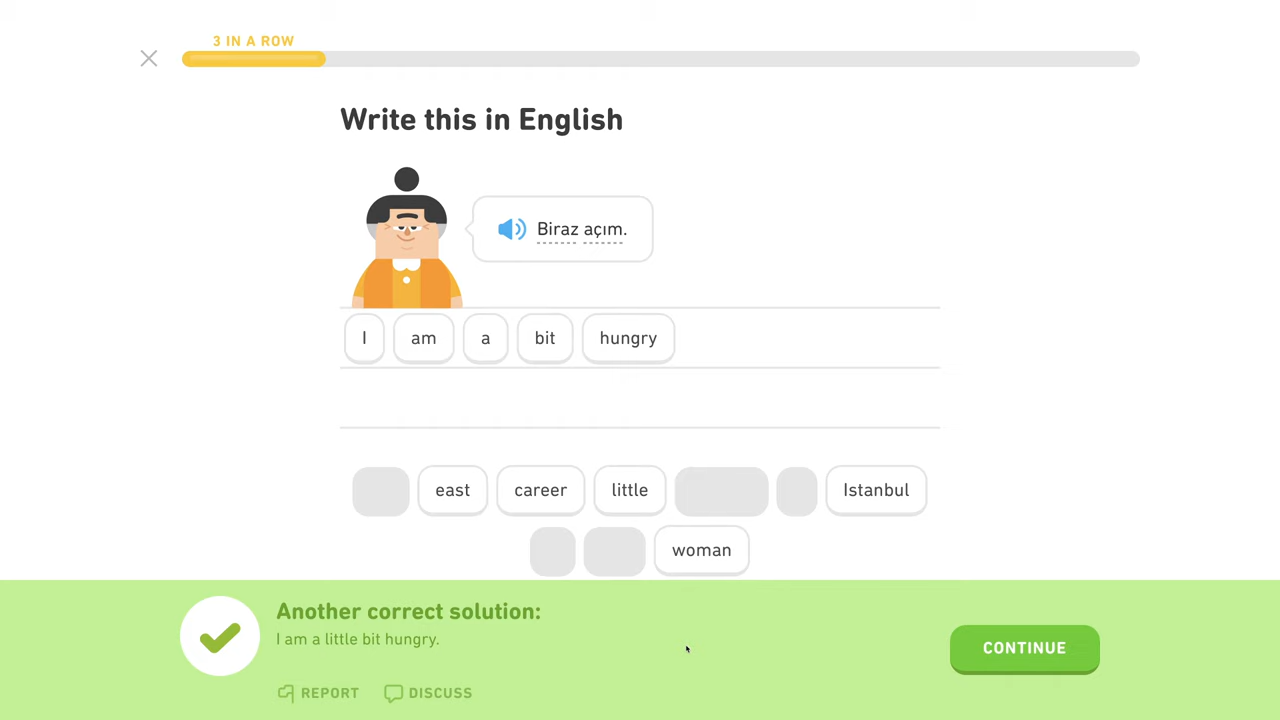 3 IN A ROW
Write this in English
Biraz açım.
I am a bit hungry
east career little Istanbul
woman
Another correct solution:
I am a little bit hungry.
REPORT DISCUSS
CONTINUE